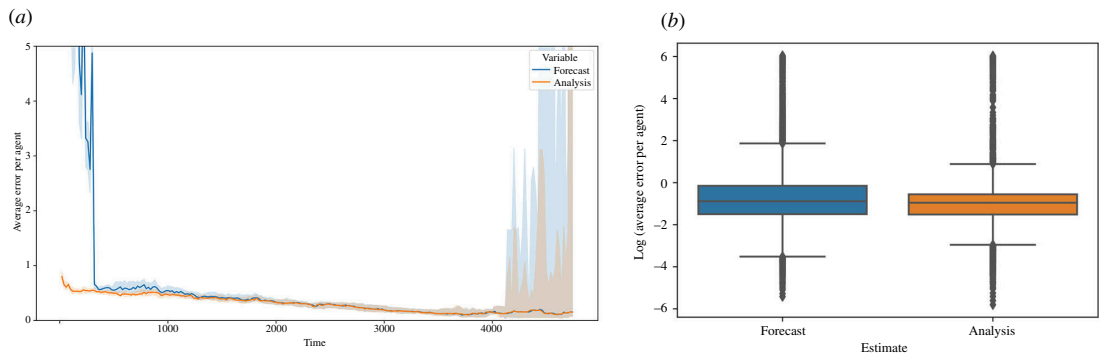 (a)
5
4
3
2
1
0
Average error per agent
1000
2000
3000
4000
Time
Variable
Forecast
Analysis
(b)
6
4
2
0
−2
−4
−6
Log (average error per agent)
Forecast
Analysis
Estimate